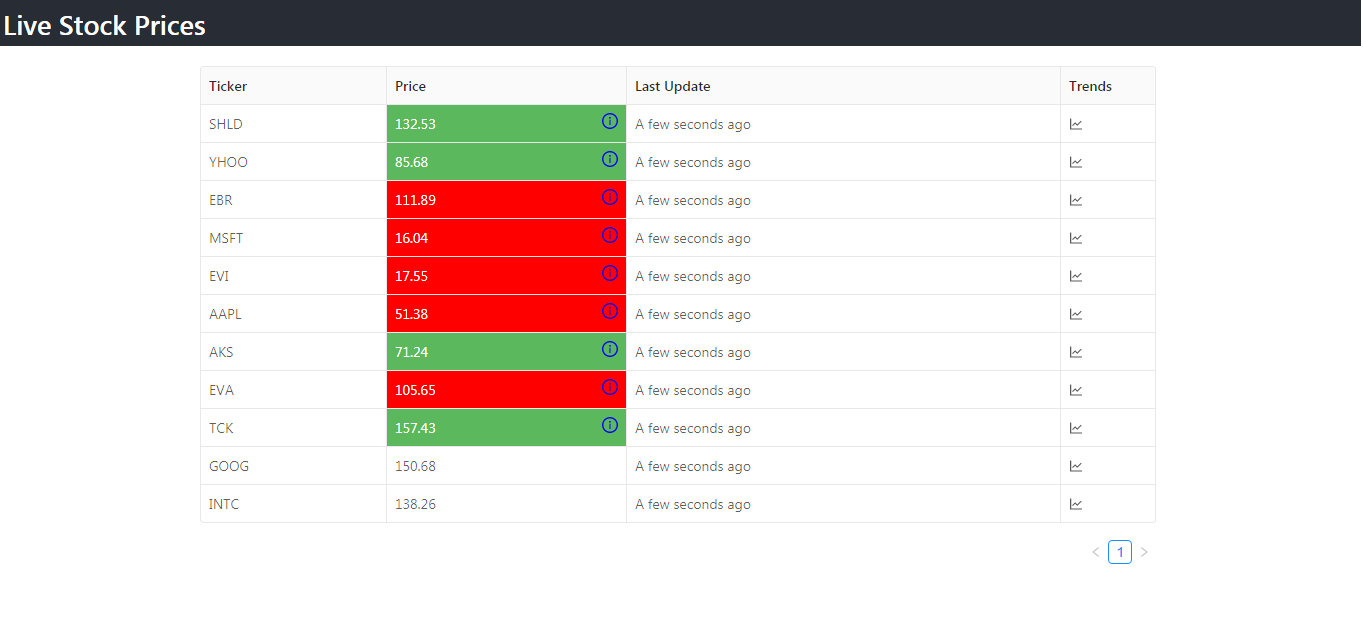 Live Stock Prices
Ticker Price Last Update Trends
SHLD 132.53 A few seconds ago
YHOO 85.68 A few seconds ago
EBR 111.89 A few seconds ago
MSFT 16.04 A few seconds ago
EVI 17.55 A few seconds ago
AAPL 51.38 A few seconds ago
AKS 71.24 A few seconds ago
EVA 105.65 A few seconds ago
TCK 157.43 A few seconds ago
GOOG 150.68 A few seconds ago
INTC 138.26 A few seconds ago
< 1 >